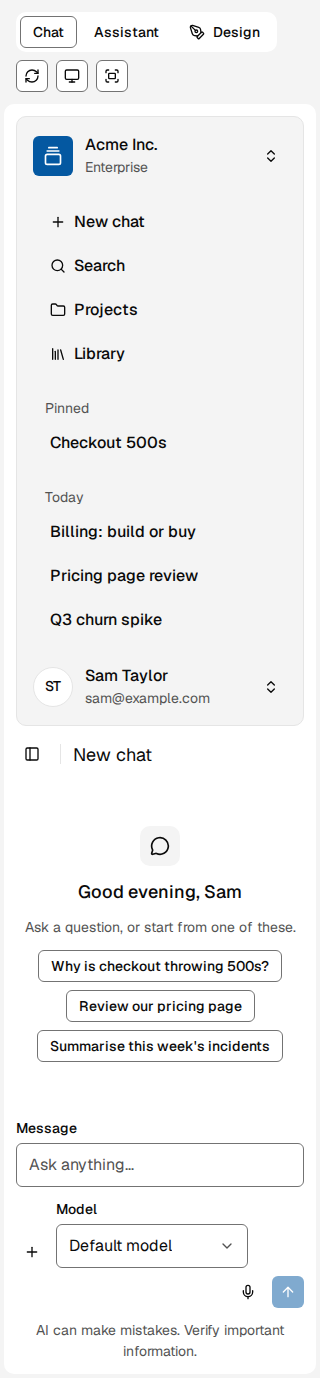 Chat
Assistant
Design
Acme Inc.
Enterprise
New chat
Search
Projects
Library
Pinned
Checkout 500s
Today
Billing: build or buy
Pricing page review
Q3 churn spike
ST
Sam Taylor
sam@example.com
New chat
Good evening, Sam
Ask a question, or start from one of these.
Why is checkout throwing 500s?
Review our pricing page
Summarise this week's incidents
Message
Ask anything...
Model
Default model
AI can make mistakes. Verify important
information.